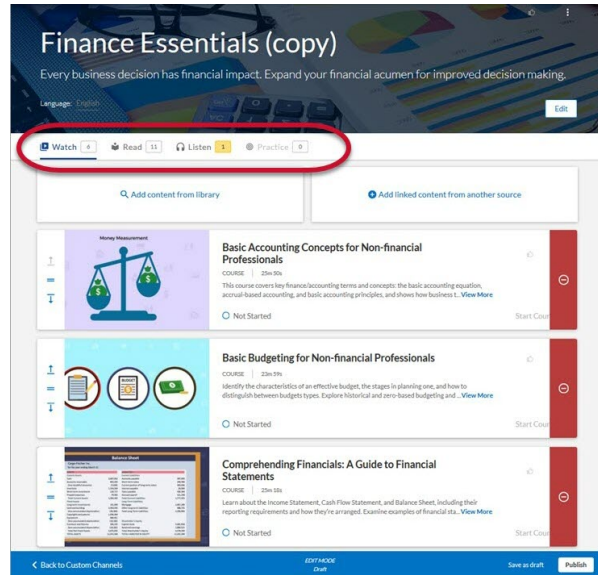 Finance Essentials (copy)
Every business decision has financial impact. Expand your financial acumen for improved decision making.
Language: English
Edit
Watch 6 Read 11 Listen 1 Practice 0
Add content from library
Add linked content from another source
Money Measurement
Basic Accounting Concepts for Non-financial
Professionals
COURSE 25m 50s
This course covers key finance/accounting terms and concepts: the basic accounting equation,
accrual-based accounting, and basic accounting principles, and shows how business t... View More
Not Started
Start Cour
Basic Budgeting for Non-financial Professionals
COURSE 23m 59s
Identify the characteristics of an effective budget, the stages in planning one, and how to
distinguish between budgets types. Explore historical and zero-based budgeting and ... View More
Not Started
Start Cour
BUDGET
Balance Sheet
Comprehending Financials: A Guide to Financial
Statements
COURSE 25m 18s
Learn about the Income Statement, Cash Flow Statement, and Balance Sheet, including their
reporting requirements and how they're arranged. Examine examples of financial sta... View More
Not Started
Start Cour
Back to Custom Channels
EDIT MODE
Draft
Save as draft
Publish